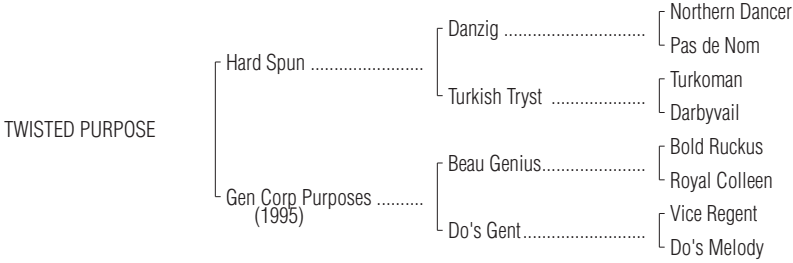 Northern Dancer
Danzig ..............................
Pas de Nom
Hard Spun ........................
Turkoman
Turkish Tryst ....................
Darbyvail
TWISTED PURPOSE
Bold Ruckus
Beau Genius......................
Royal Colleen
Gen Corp Purposes ..........
(1995)
Vice Regent
Do's Gent..........................
Do's Melody